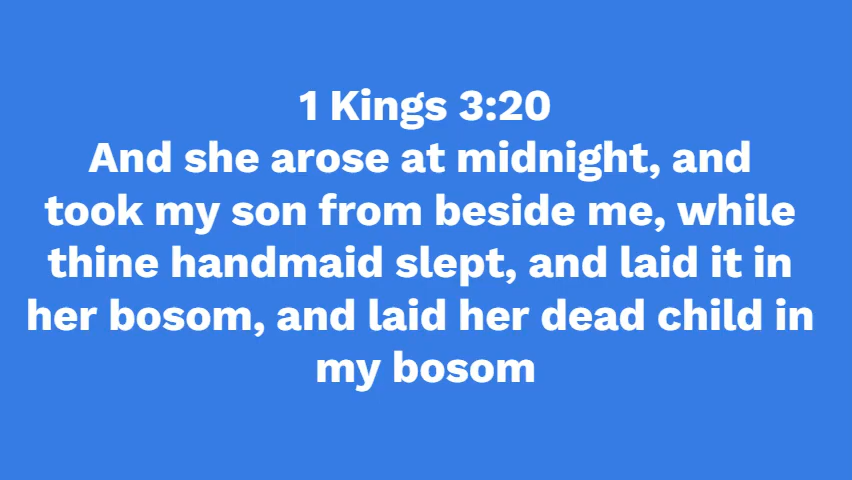 1 Kings 3:20
And she arose at midnight, and
took my son from beside me, while
thine handmaid slept, and laid it in
her bosom, and laid her dead child in
my bosom